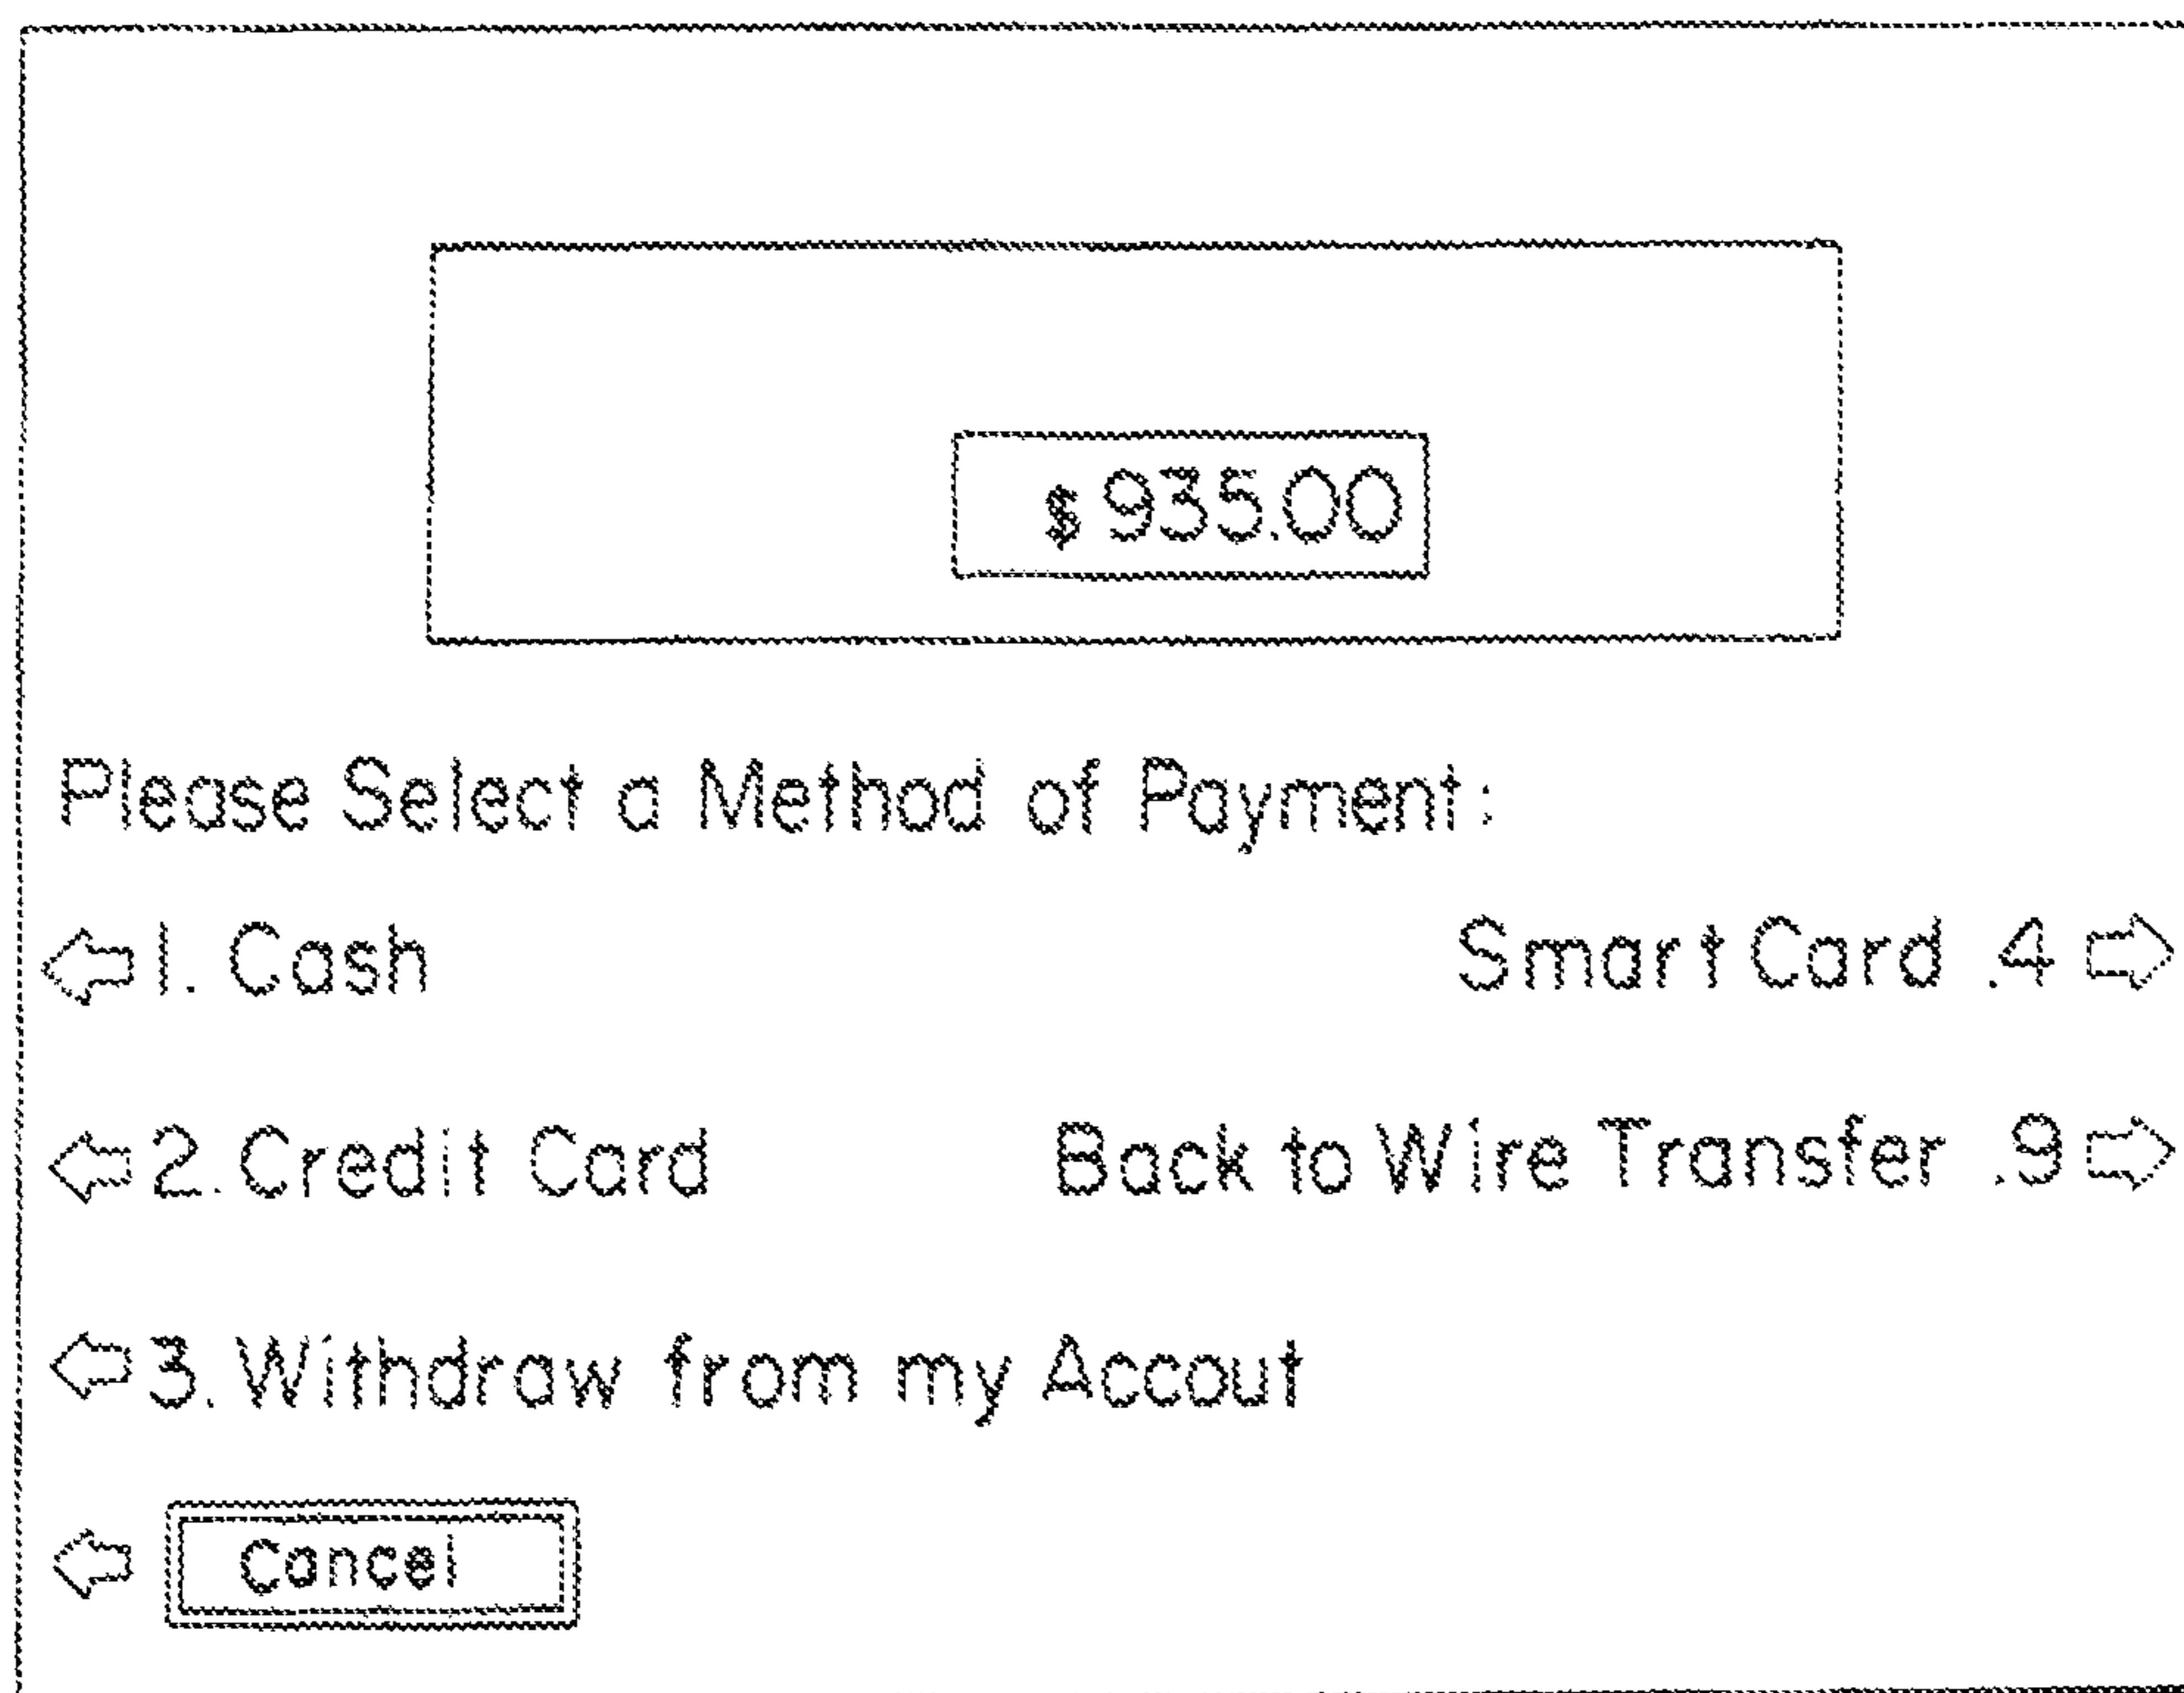 $935.00
Please Select a Method of Payment:
1. Cash
Smart Card .4
2. Credit Card
Back to Wire Transfer .9
3. Withdraw from my Accout
Cancel